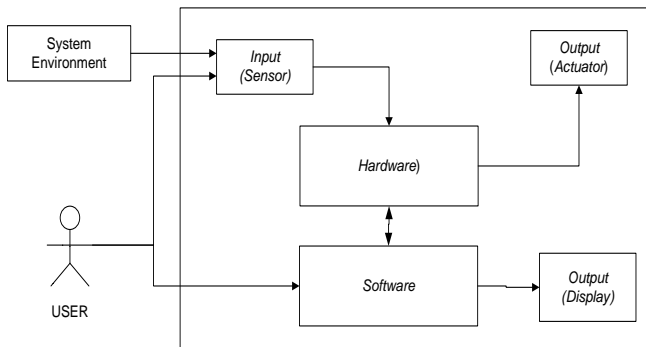 System
Environment
Input
(Sensor)
Output
(Actuator)
Hardware)
USER
Software
Output
(Display)